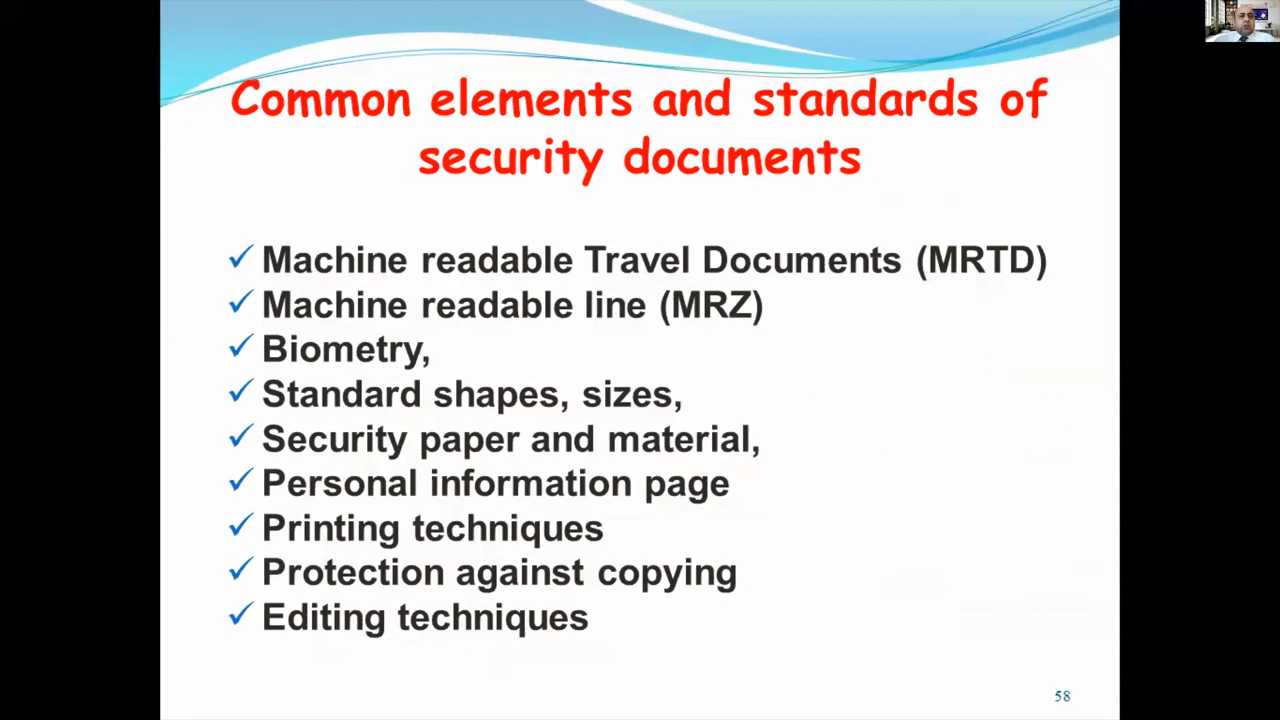 Common elements and standards of
security documents
✓ Machine readable Travel Documents (MRTD)
✓ Machine readable line (MRZ)
✓ Biometry,
✓ Standard shapes, sizes,
✓ Security paper and material,
✓ Personal information page
✓ Printing techniques
✓ Protection against copying
✓ Editing techniques
58